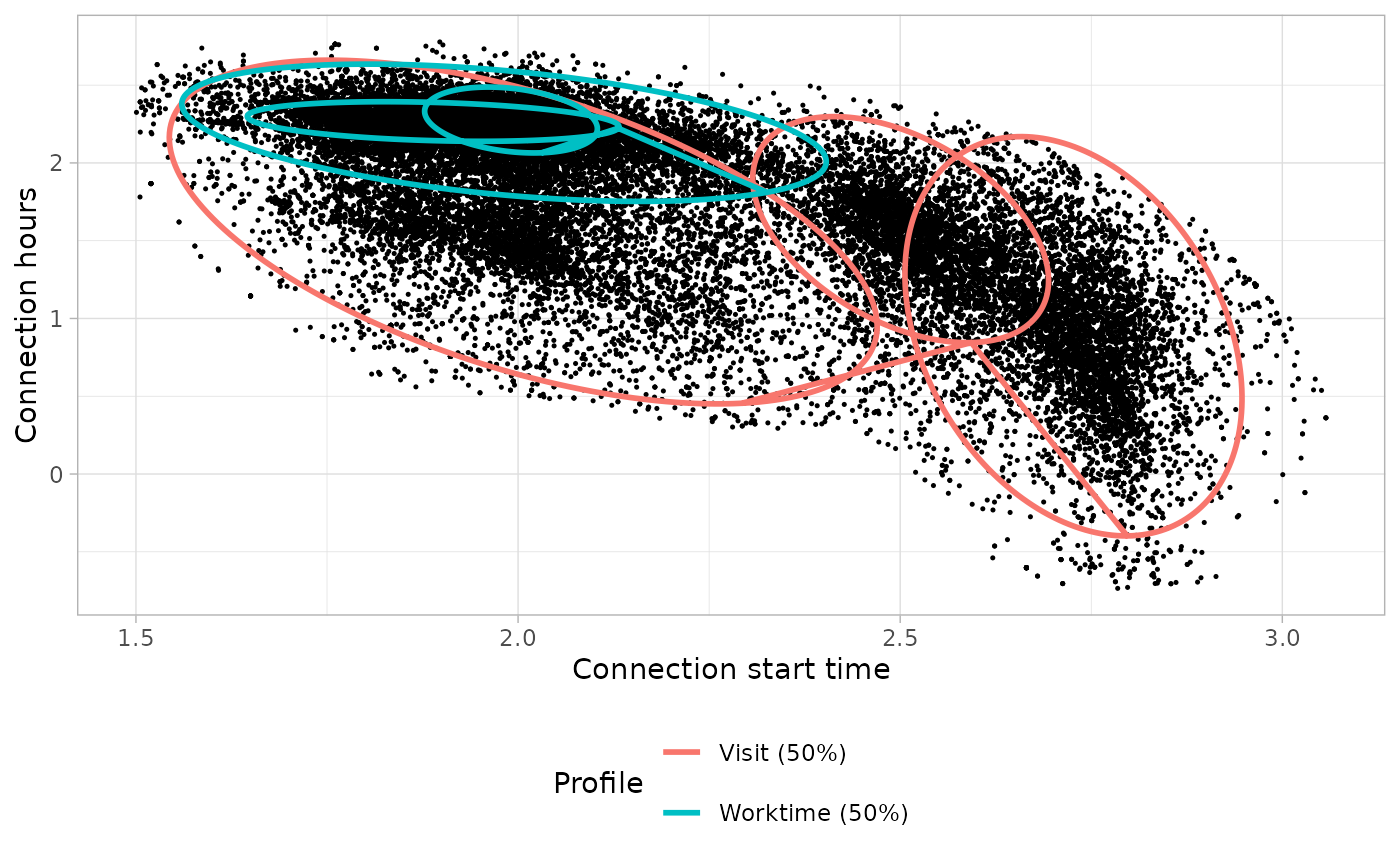 Connection hours
2
1
0
1.5 2.0 2.5 3.0
Connection start time
Profile
Visit (50%)
Worktime (50%)